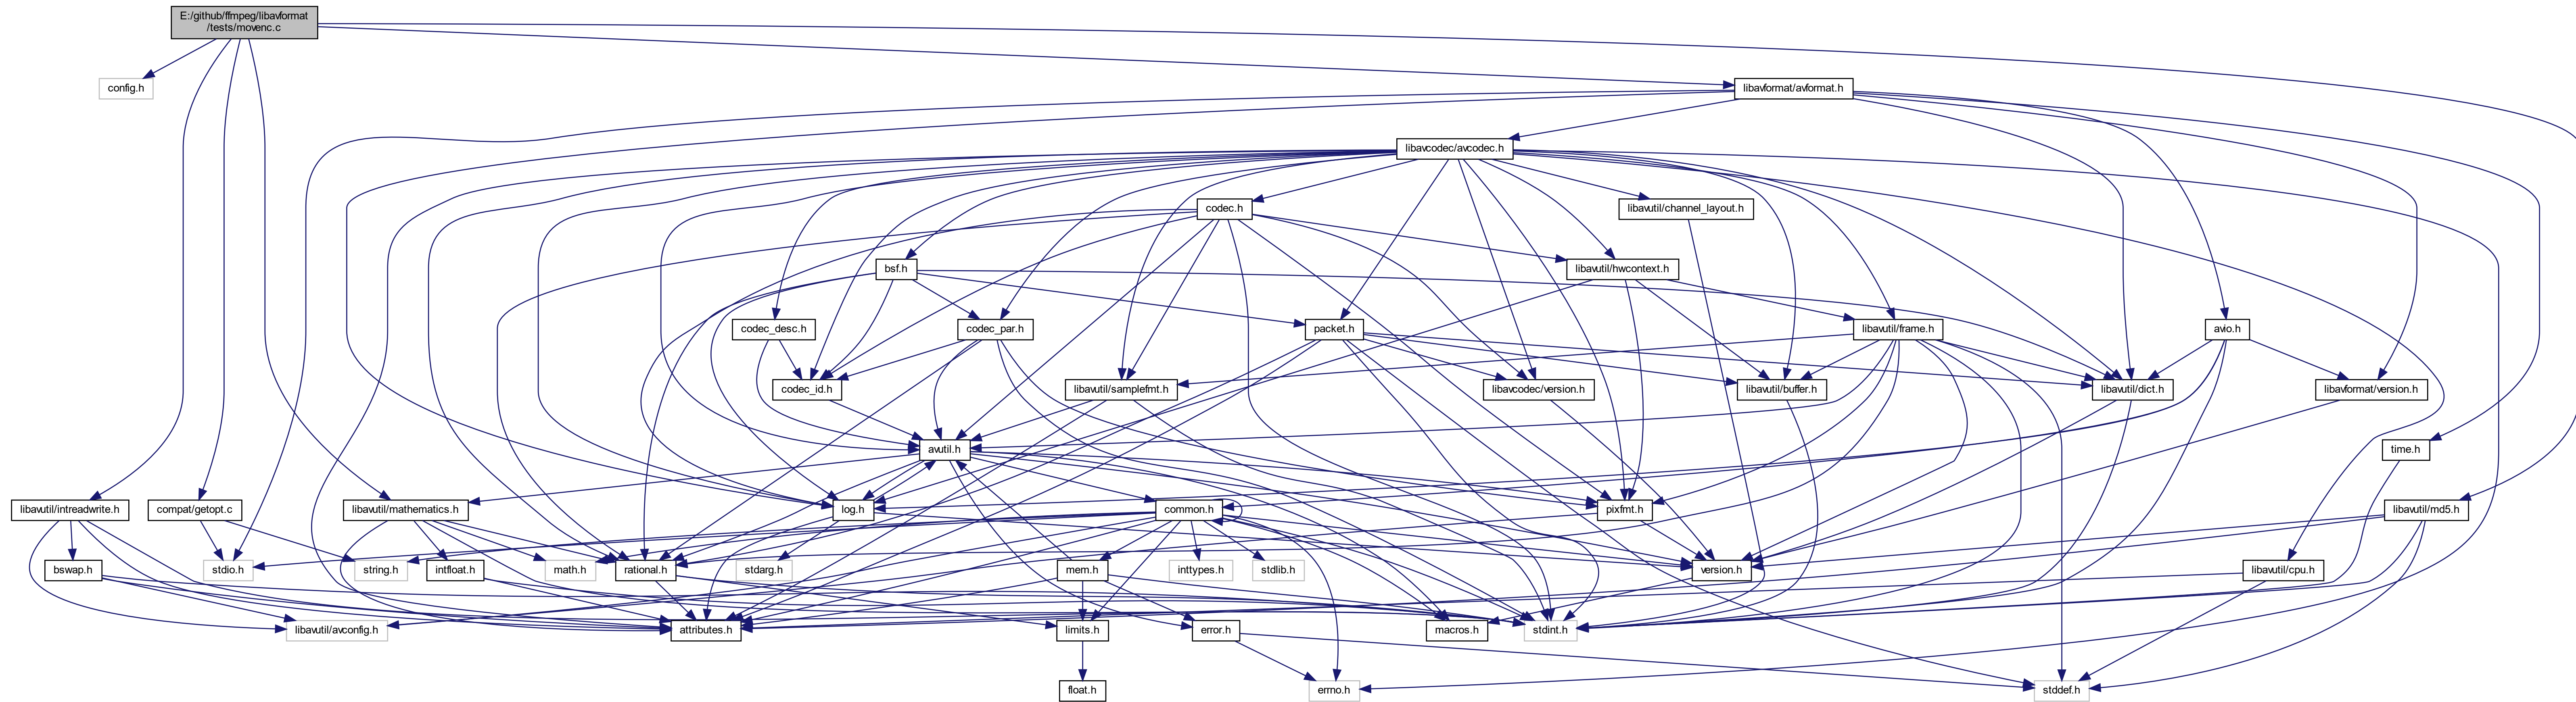 E:/github/ffmpeg/libavformat
/tests/movenc.c
config.h
libavformat/avformat.h
libavcodec/avcodec.h
codec.h
libavutil/channel_layout.h
bsf.h
libavutil/hwcontext.h
codec_desc.h
codec_par.h
packet.h
libavutil/frame.h
avio.h
codec_id.h
libavutil/samplefmt.h
libavcodec/version.h
libavutil/buffer.h
libavutil/dict.h
libavformat/version.h
avutil.h
time.h
libavutil/intreadwrite.h
compat/getopt.c
libavutil/mathematics.h
log.h
common.h
pixfmt.h
libavutil/md5.h
bswap.h
stdio.h
string.h
intfloat.h
math.h
rational.h
stdarg.h
mem.h
inttypes.h
stdlib.h
version.h
libavutil/cpu.h
libavutil/avconfig.h
attributes.h
limits.h
error.h
macros.h
stdint.h
float.h
errno.h
stddef.h